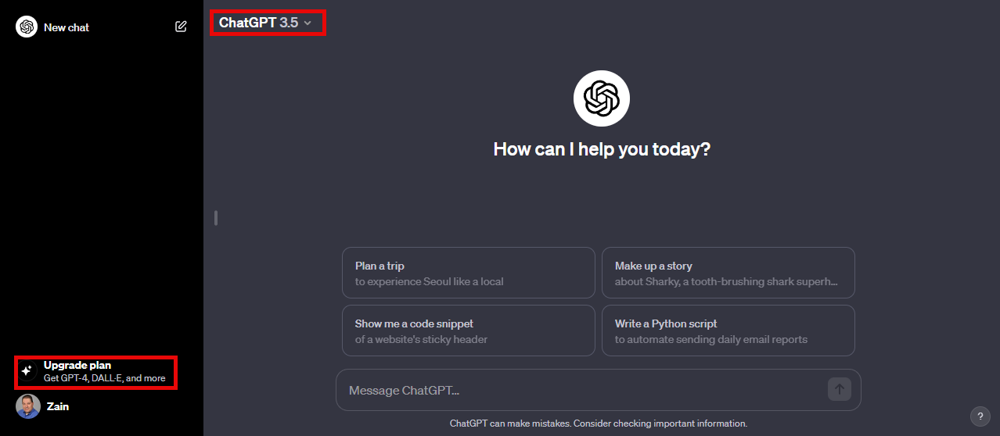 New chat
ChatGPT 3.5
How can I help you today?
Plan a trip
to experience Seoul like a local
Make up a story
about Sharky, a tooth-brushing shark superh...
Show me a code snippet
of a website's sticky header
Write a Python script
to automate sending daily email reports
Upgrade plan
Get GPT-4, DALL·E, and more
Zain
Message ChatGPT...
ChatGPT can make mistakes. Consider checking important information.
?